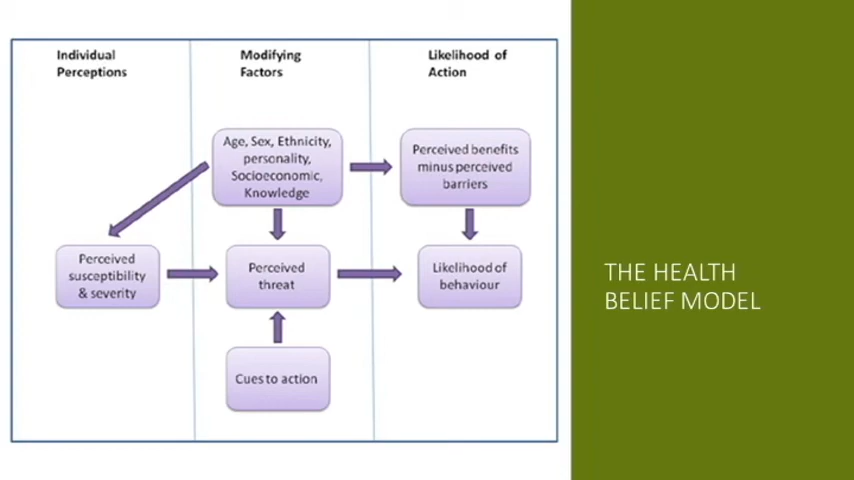 Individual
Perceptions
Modifying
Factors
Likelihood of
Action
Age, Sex, Ethnicity,
personality,
Socioeconomic,
Knowledge
Perceived benefits
minus perceived
barriers
Perceived
susceptibility
& severity
Perceived
threat
Likelihood of
behaviour
Cues to action
THE HEALTH
BELIEF MODEL